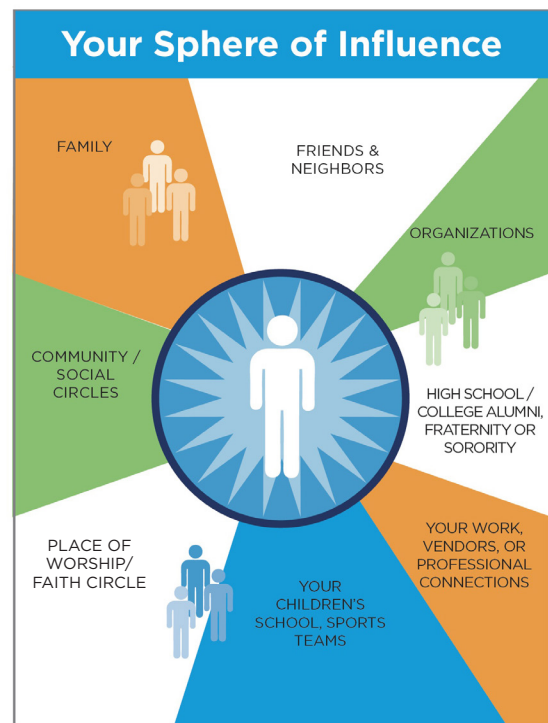 Your Sphere of Influence
FAMILY
FRIENDS &
NEIGHBORS
ORGANIZATIONS
HIGH SCHOOL /
COLLEGE ALUMNI,
FRATERNITY OR
SORORITY
YOUR WORK,
VENDORS, OR
PROFESSIONAL
CONNECTIONS
YOUR
CHILDREN'S
SCHOOL, SPORTS
TEAMS
PLACE OF
WORSHIP/
FAITH CIRCLE
COMMUNITY /
SOCIAL
CIRCLES